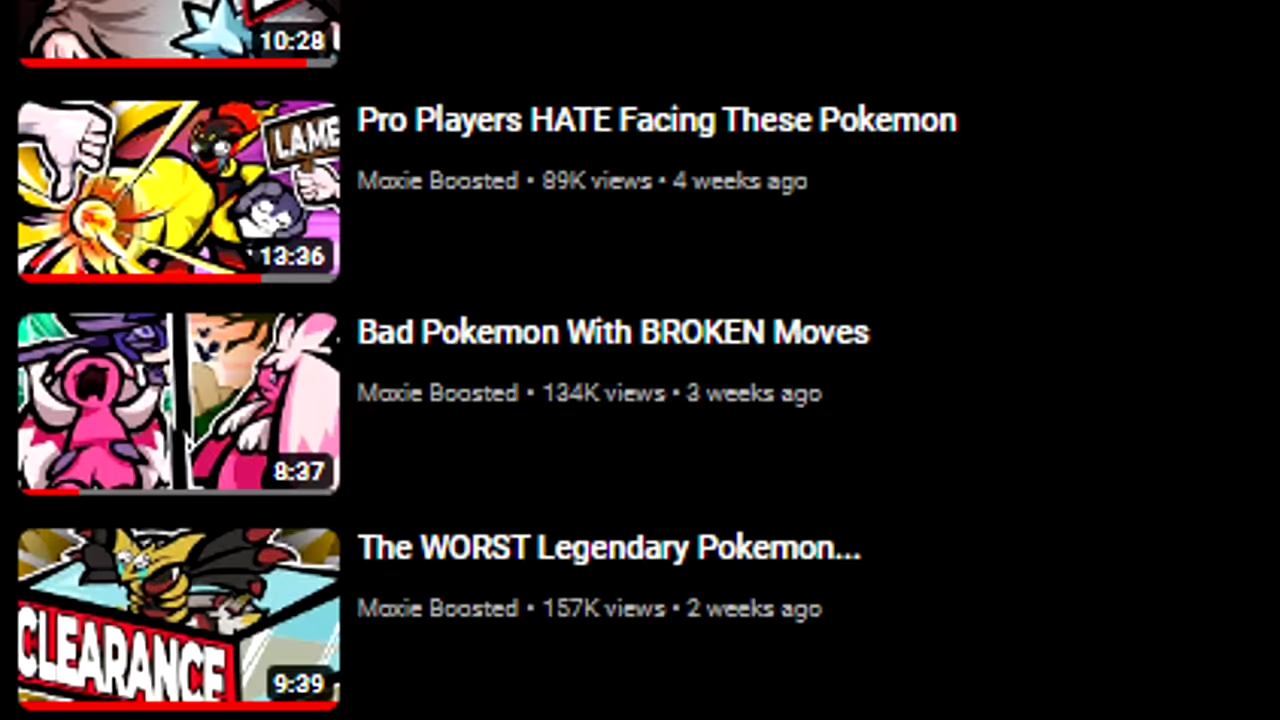 10:28
LAME
13:36
Pro Players HATE Facing These Pokemon
Moxie Boosted • 89K views • 4 weeks ago
8:37
Bad Pokemon With BROKEN Moves
Moxie Boosted • 134K views • 3 weeks ago
CLEARANCE
9:39
The WORST Legendary Pokemon...
Moxie Boosted • 157K views • 2 weeks ago